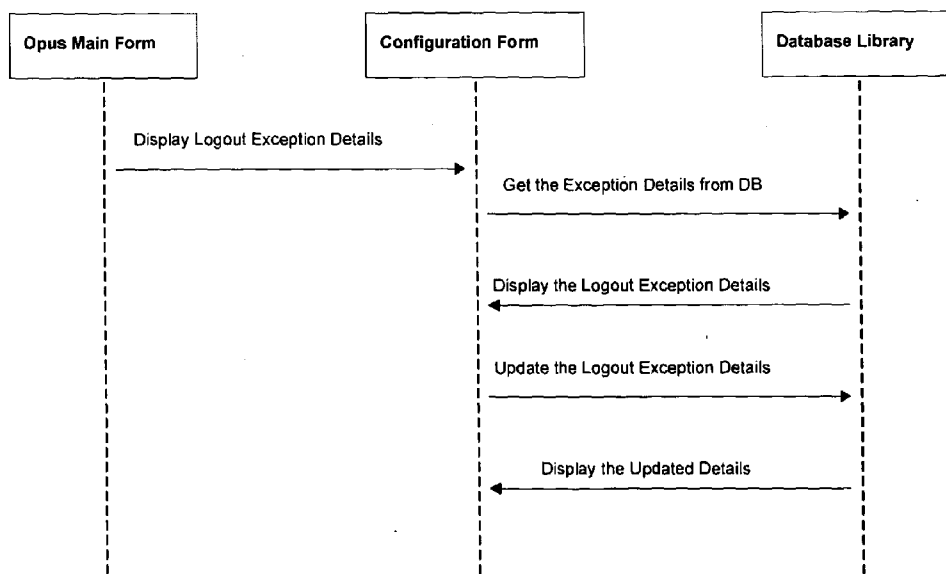 Opus Main Form
Configuration Form
Database Library
Display Logout Exception Details
Get the Exception Details from DB
Display the Logout Exception Details
Update the Logout Exception Details
Display the Updated Details